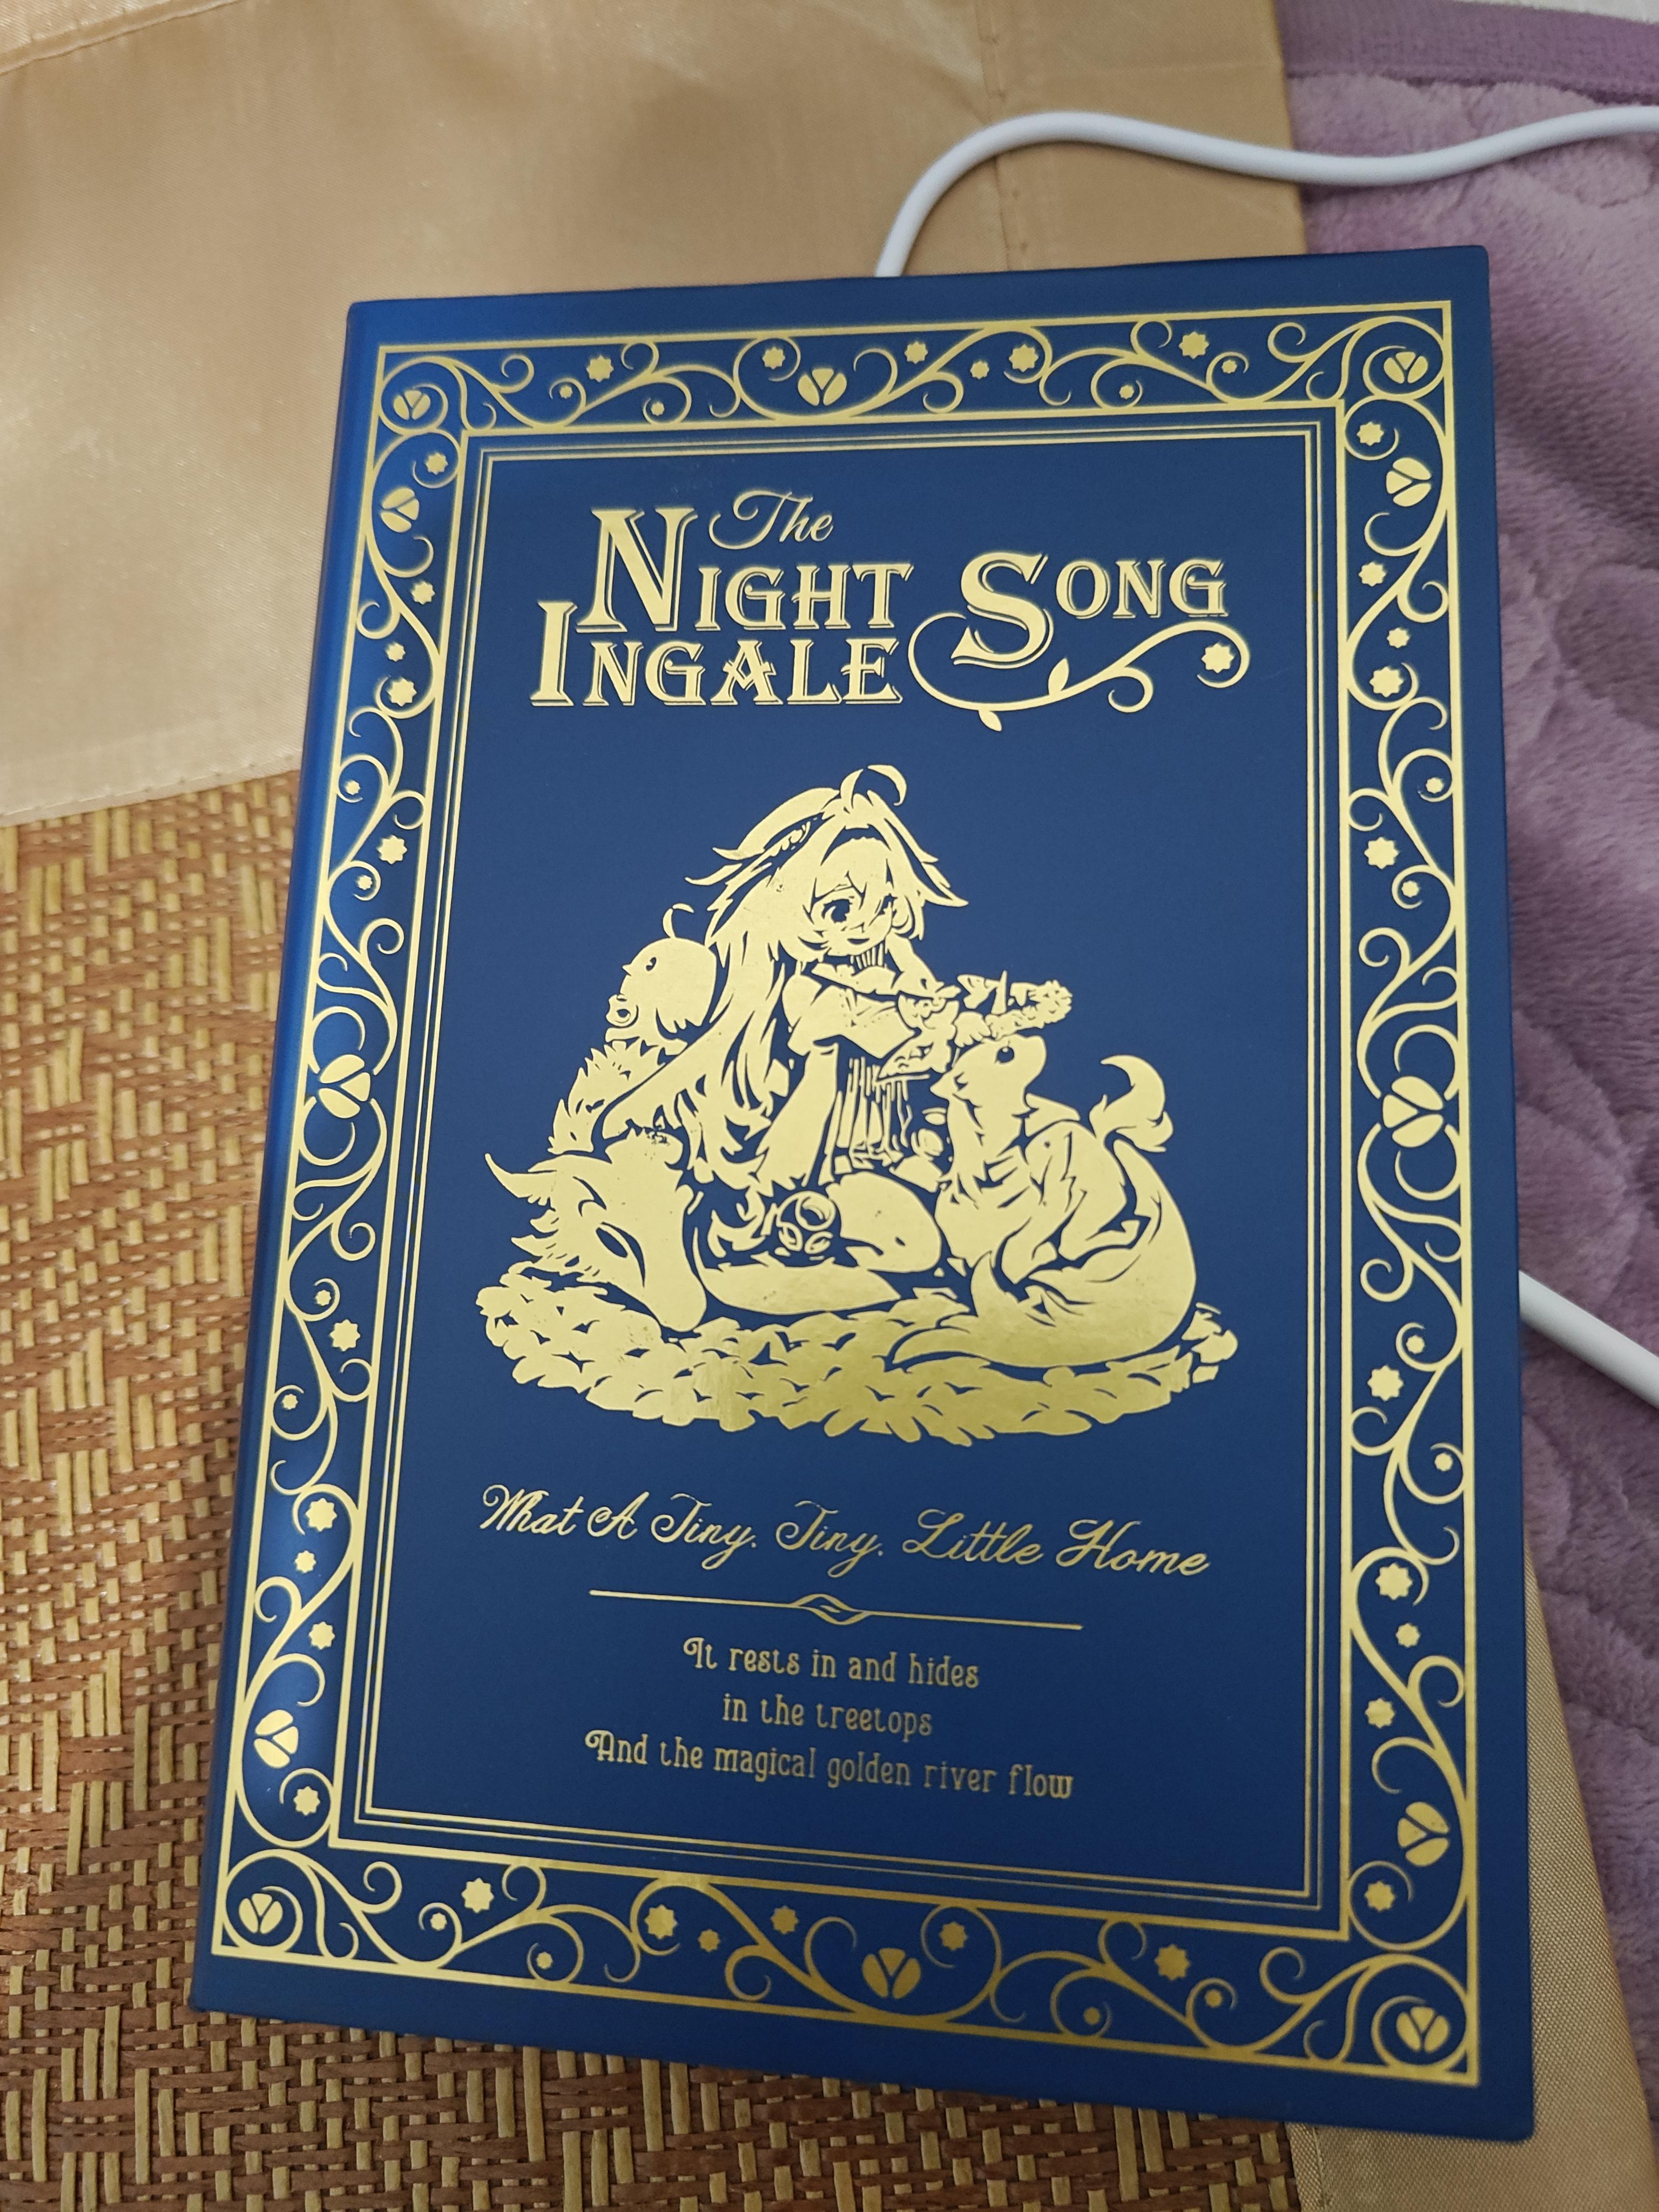 The
NIGHT SONG
INGALE
What A Tiny. Tiny. Little Home
It rests in and hides
in the treetops
And the magical golden river flow